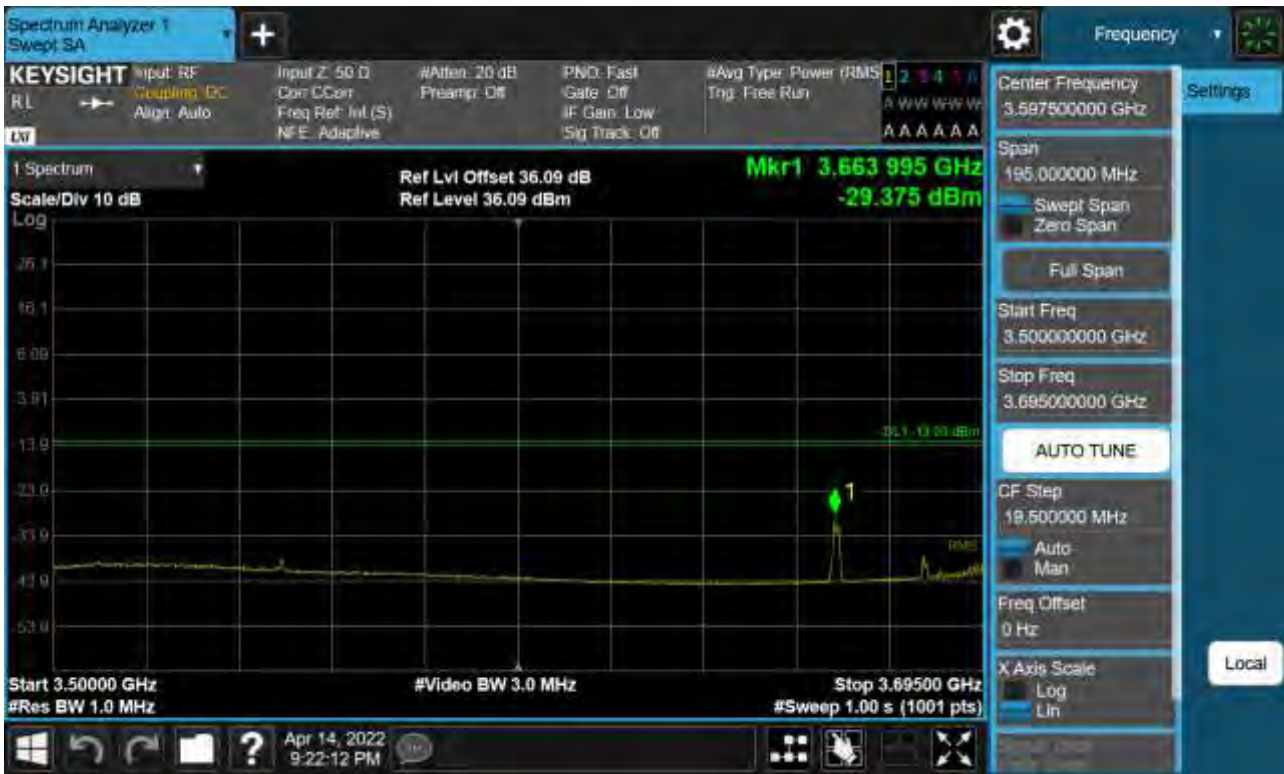 Spectrum Analyzer 1
Swept SA
+
Frequency
KEYSIGHT
RL
Input: RF
Coupling: DC
Align: Auto
Input Z: 50 Ω
Corr CCorr
Freq Ref: Int (S)
NFE: Adaptive
#Atten: 20 dB
Preamp: Off
PNO: Fast
Gate: Off
IF Gain: Low
Sig Track: Off
#Avg Type: Power (RMS
Trig: Free Run
1 2 3 4 5 6
A W W W W W
A A A A A A
1 Spectrum
Scale/Div 10 dB
Log
Ref Lvl Offset 36.09 dB
Ref Level 36.09 dBm
Mkr1 3.663 995 GHz
-29.375 dBm
26.1
16.1
6.09
-3.91
-13.9
-23.9
-33.9
-43.9
-53.9
DL1 -13.00 dBm
1
RMS
Start 3.50000 GHz
#Res BW 1.0 MHz
#Video BW 3.0 MHz
Stop 3.69500 GHz
#Sweep 1.00 s (1001 pts)
Center Frequency
3.597500000 GHz
Span
195.000000 MHz
Swept Span
Zero Span
Full Span
Start Freq
3.500000000 GHz
Stop Freq
3.695000000 GHz
AUTO TUNE
CF Step
19.500000 MHz
Auto
Man
Freq Offset
0 Hz
X Axis Scale
Log
Lin
Settings
Local
?
Apr 14, 2022
9:22:12 PM